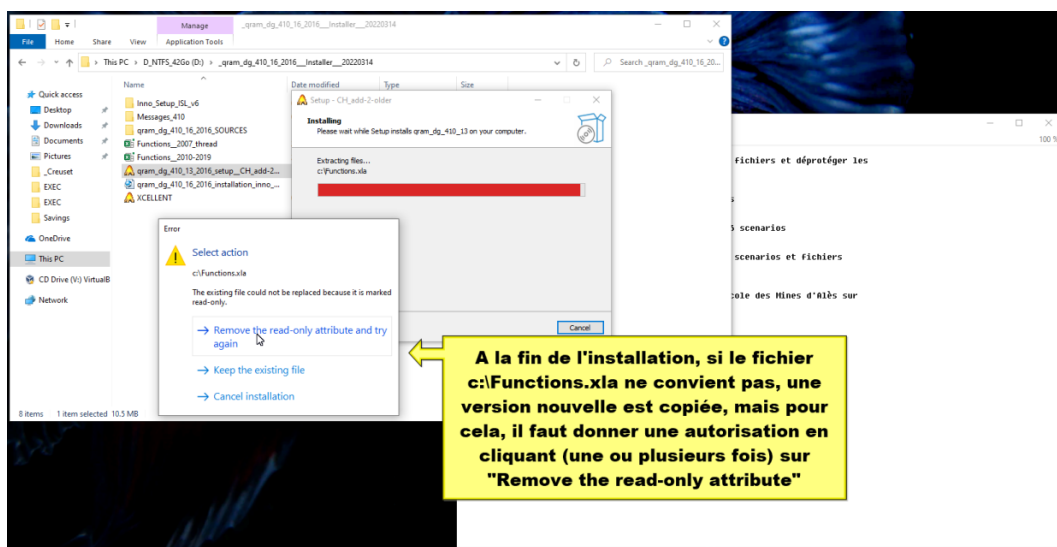 Manage
_qram_dg_410_16_2016__Installer__20220314
File
Home
Share
View
Application Tools
This PC > D_NTFS_42Go (D:) > _qram_dg_410_16_2016__Installer__20220314
Search _qram_dg_410_16_20...
Name
Date modified
Type
Size
Quick access
Desktop
Downloads
Documents
Pictures
_Creuset
EXEC
EXEC
Savings
OneDrive
This PC
CD Drive (V:) VirtualB
Network
Inno_Setup_ISL_v6
Messages_410
qram_dg_410_16_2016_SOURCES
Functions_2007_thread
Functions_2010-2019
qram_dg_410_13_2016_setup__CH_add-2...
qram_dg_410_16_2016_installation_inno_...
XCELLENT
8 items
1 item selected 10.5 MB
Setup - CH_add-2-older
Installing
Please wait while Setup installs qram_dg_410_13 on your computer.
Extracting files...
c:\Functions.xla
Cancel
Error
Select action
c:\Functions.xla
The existing file could not be replaced because it is marked
read-only.
→ Remove the read-only attribute and try
again
→ Keep the existing file
→ Cancel installation
100 %
fichiers et déprotéger les
s
scenarios
scenarios et fichiers
cole des Mines d'Alès sur
A la fin de l'installation, si le fichier
c:\Functions.xla ne convient pas, une
version nouvelle est copiée, mais pour
cela, il faut donner une autorisation en
cliquant (une ou plusieurs fois) sur
"Remove the read-only attribute"